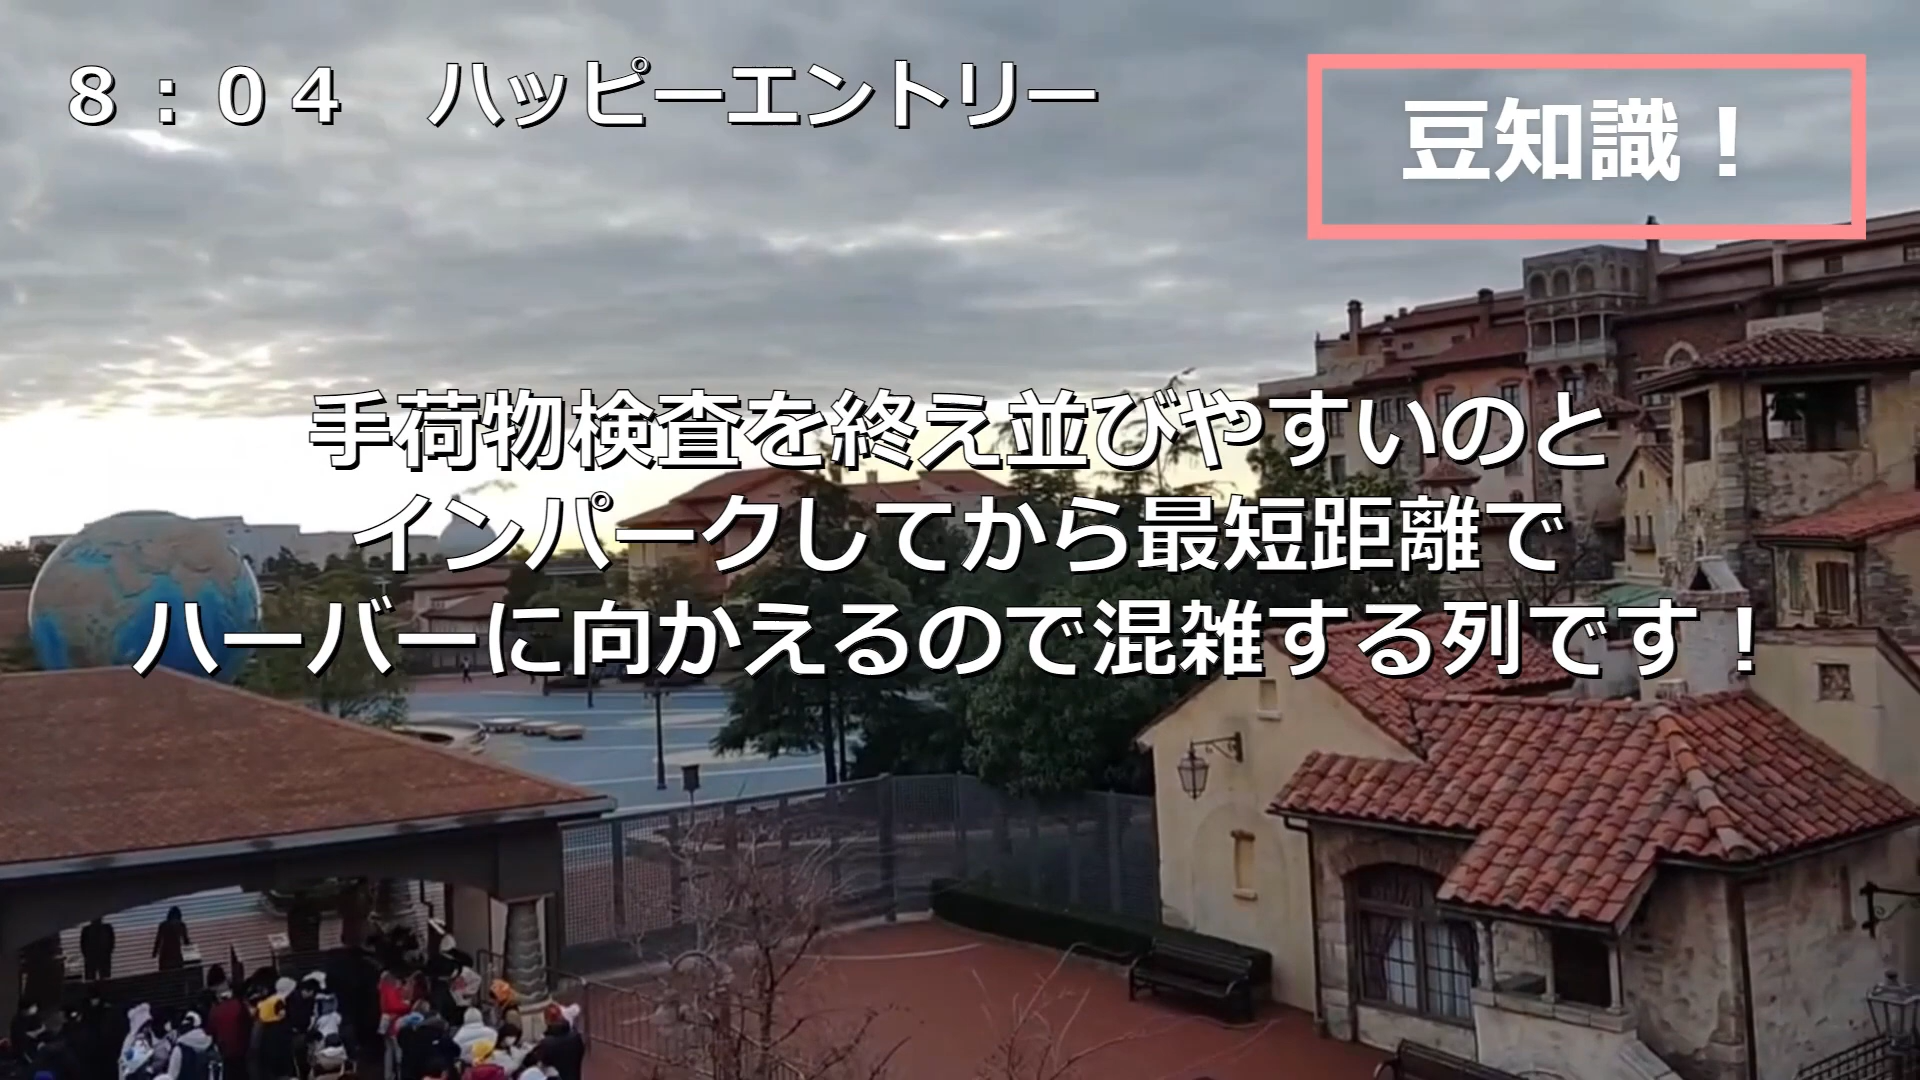 8：04　ハッピーエントリー
豆知識！
手荷物検査を終え並びやすいのと
インパークしてから最短距離で
ハーバーに向かえるので混雑する列です！